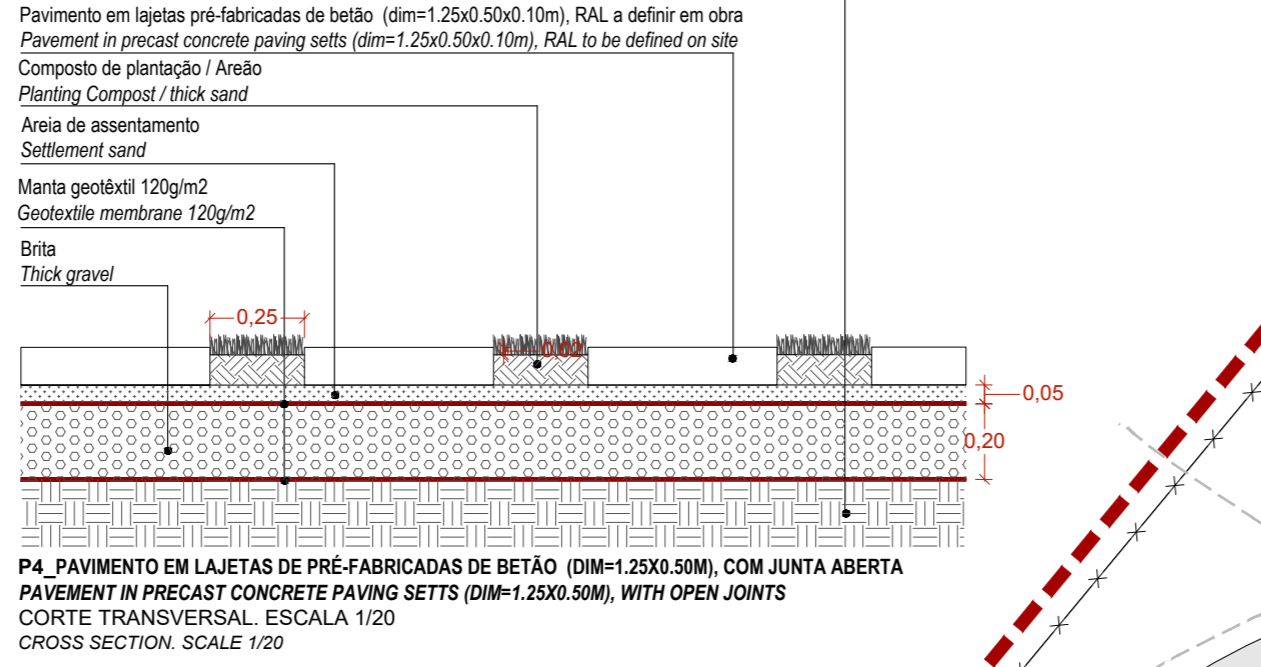 Pavimento em lajetas pré-fabricadas de betão (dim=1.25x0.50x0.10m), RAL a definir em obra
Pavement in precast concrete paving setts (dim=1.25x0.50x0.10m), RAL to be defined on site
Composto de plantação / Areão
Planting Compost / thick sand
Areia de assentamento
Settlement sand
Manta geotêxtil 120g/m2
Geotextile membrane 120g/m2
Brita
Thick gravel
0,25
0,02
0,05
0,20
P4_PAVIMENTO EM LAJETAS DE PRÉ-FABRICADAS DE BETÃO (DIM=1.25X0.50M), COM JUNTA ABERTA
PAVEMENT IN PRECAST CONCRETE PAVING SETTS (DIM=1.25X0.50M), WITH OPEN JOINTS
CORTE TRANSVERSAL. ESCALA 1/20
CROSS SECTION. SCALE 1/20